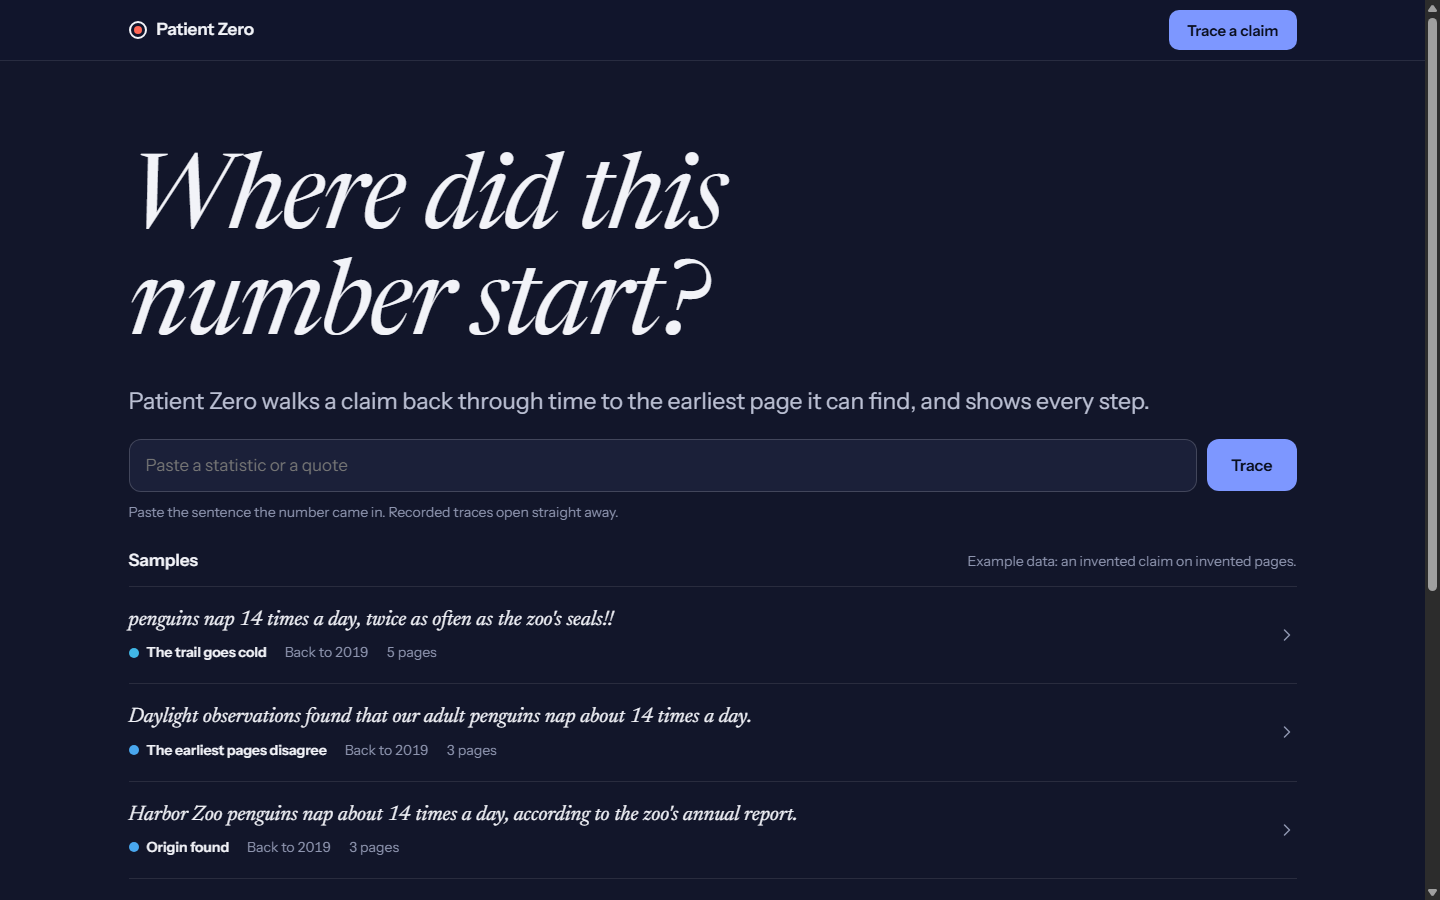 Patient Zero
Trace a claim
Where did this
number start?
Patient Zero walks a claim back through time to the earliest page it can find, and shows every step.
Paste a statistic or a quote
Trace
Paste the sentence the number came in. Recorded traces open straight away.
Samples
Example data: an invented claim on invented pages.
penguins nap 14 times a day, twice as often as the zoo's seals!!
The trail goes cold Back to 2019 5 pages
Daylight observations found that our adult penguins nap about 14 times a day.
The earliest pages disagree Back to 2019 3 pages
Harbor Zoo penguins nap about 14 times a day, according to the zoo's annual report.
Origin found Back to 2019 3 pages